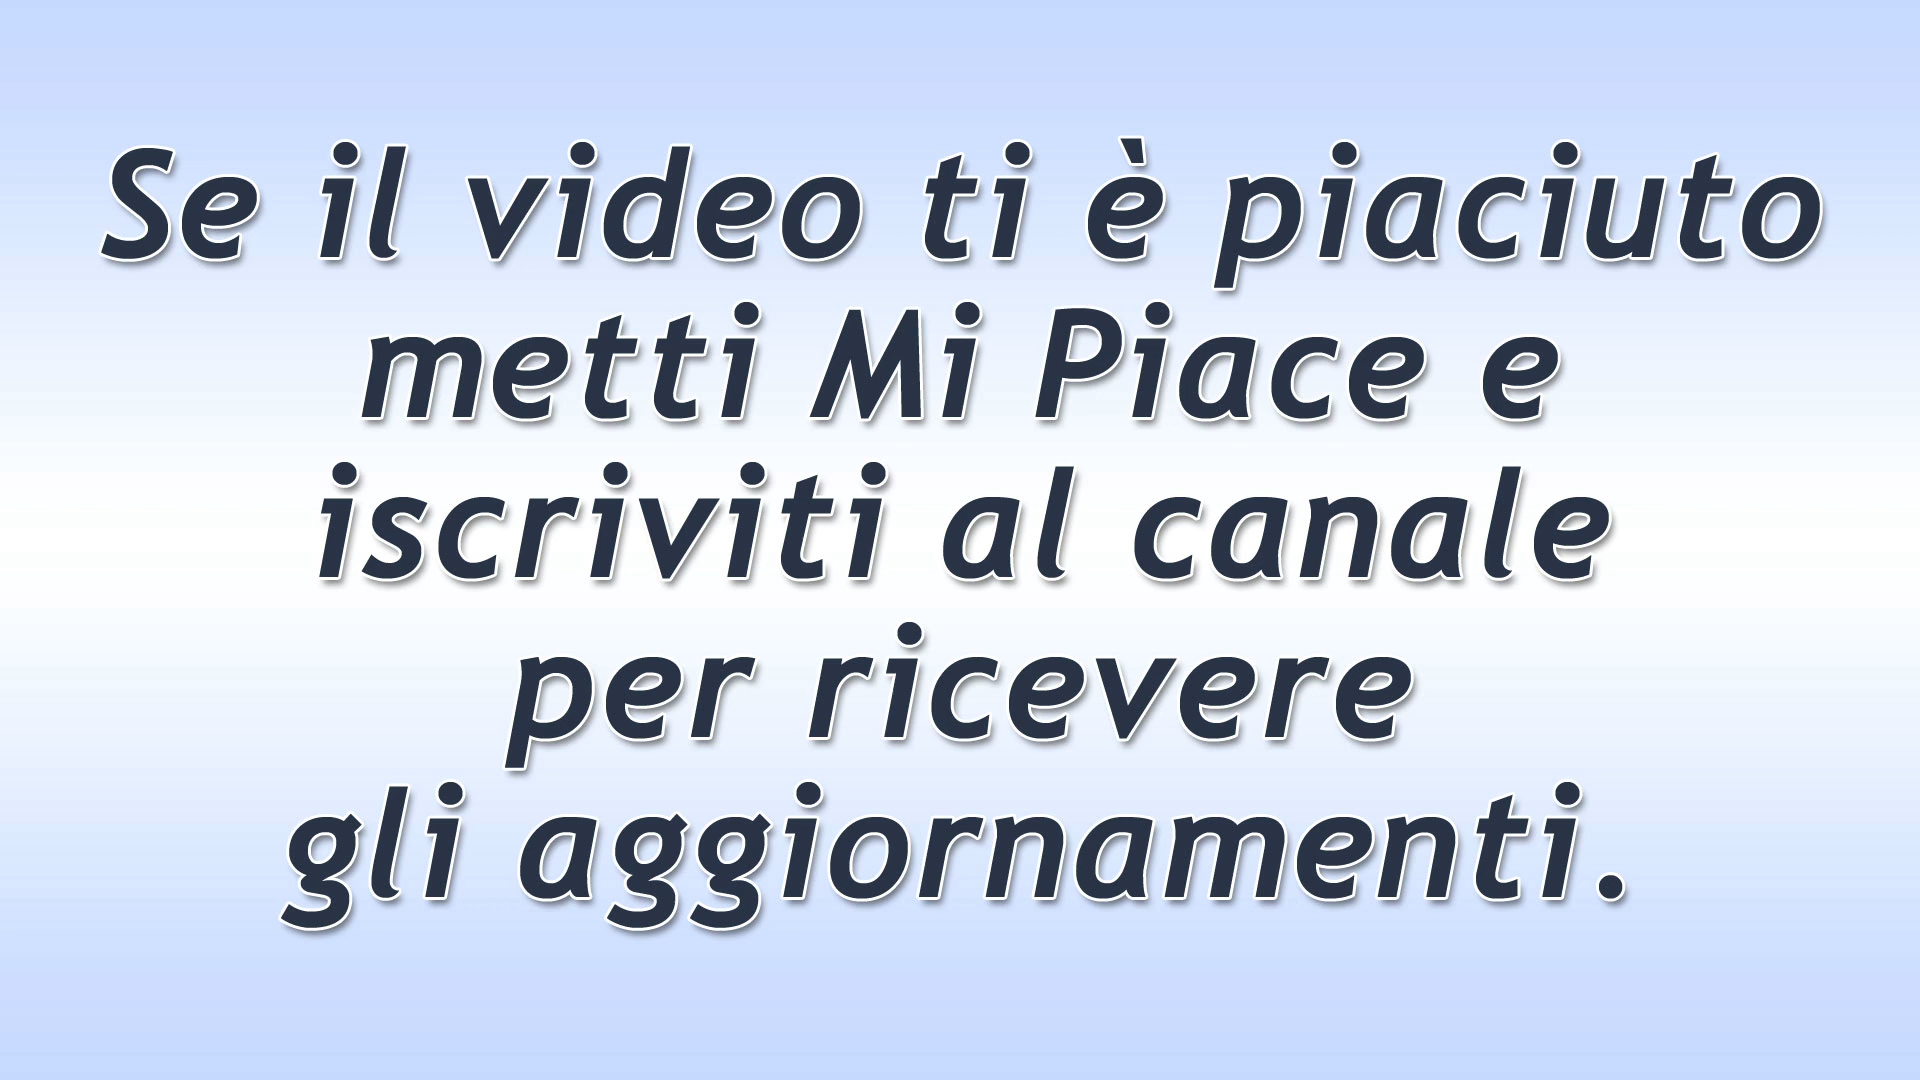 Se il video ti è piaciuto
metti Mi Piace e
iscriviti al canale
per ricevere
gli aggiornamenti.